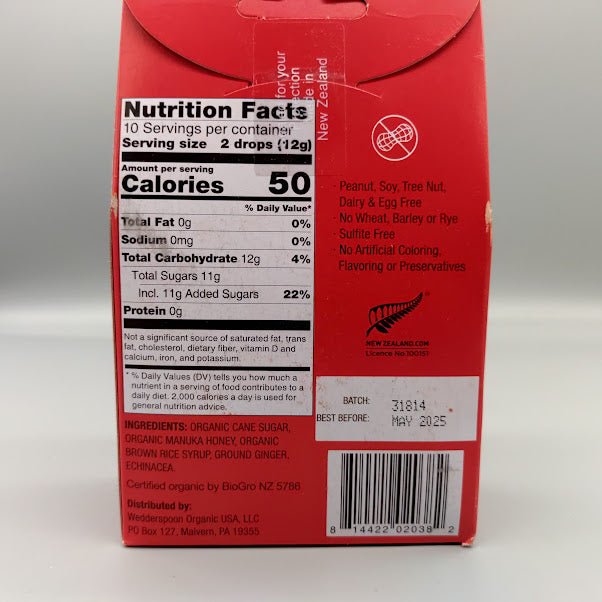 for your
ection
de in
New Zealand
Nutrition Facts
10 Servings per container
Serving size 2 drops (12g)
Amount per serving
Calories 50
% Daily Value*
Total Fat 0g 0%
Sodium 0mg 0%
Total Carbohydrate 12g 4%
Total Sugars 11g
Incl. 11g Added Sugars 22%
Protein 0g
Not a significant source of saturated fat, trans
fat, cholesterol, dietary fiber, vitamin D and
calcium, iron, and potassium.
* % Daily Values (DV) tells you how much a
nutrient in a serving of food contributes to a
daily diet. 2,000 calories a day is used for
general nutrition advice.
INGREDIENTS: ORGANIC CANE SUGAR,
ORGANIC MANUKA HONEY, ORGANIC
BROWN RICE SYRUP, GROUND GINGER,
ECHINACEA.
Certified organic by BioGro NZ 5786
Distributed by:
Wedderspoon Organic USA, LLC
PO Box 127, Malvern, PA 19355
· Peanut, Soy, Tree Nut,
Dairy & Egg Free
· No Wheat, Barley or Rye
· Sulfite Free
· No Artificial Coloring,
Flavoring or Preservatives
NEWZEALAND.COM
Licence No 100151
BATCH: 31814
BEST BEFORE: MAY 2025
8 14422 02038 2